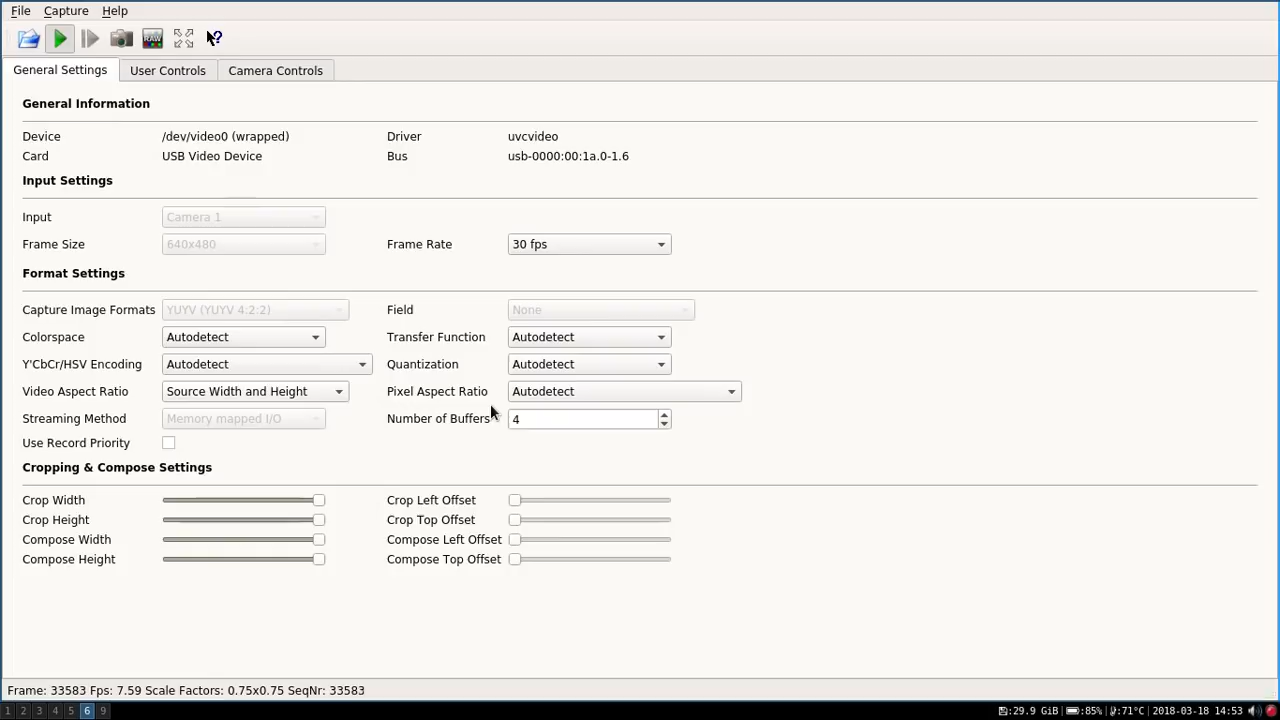 File Capture Help
RAW
General Settings User Controls Camera Controls
General Information
Device /dev/video0 (wrapped) Driver uvcvideo
Card USB Video Device Bus usb-0000:00:1a.0-1.6
Input Settings
Input Camera 1
Frame Size 640x480 Frame Rate 30 fps
Format Settings
Capture Image Formats YUYV (YUYV 4:2:2) Field None
Colorspace Autodetect Transfer Function Autodetect
Y'CbCr/HSV Encoding Autodetect Quantization Autodetect
Video Aspect Ratio Source Width and Height Pixel Aspect Ratio Autodetect
Streaming Method Memory mapped I/O Number of Buffers 4
Use Record Priority
Cropping & Compose Settings
Crop Width Crop Left Offset
Crop Height Crop Top Offset
Compose Width Compose Left Offset
Compose Height Compose Top Offset
Frame: 33583 Fps: 7.59 Scale Factors: 0.75x0.75 SeqNr: 33583
1 2 3 4 5 6 9 :29.9 GiB :85% :71°C 2018-03-18 14:53